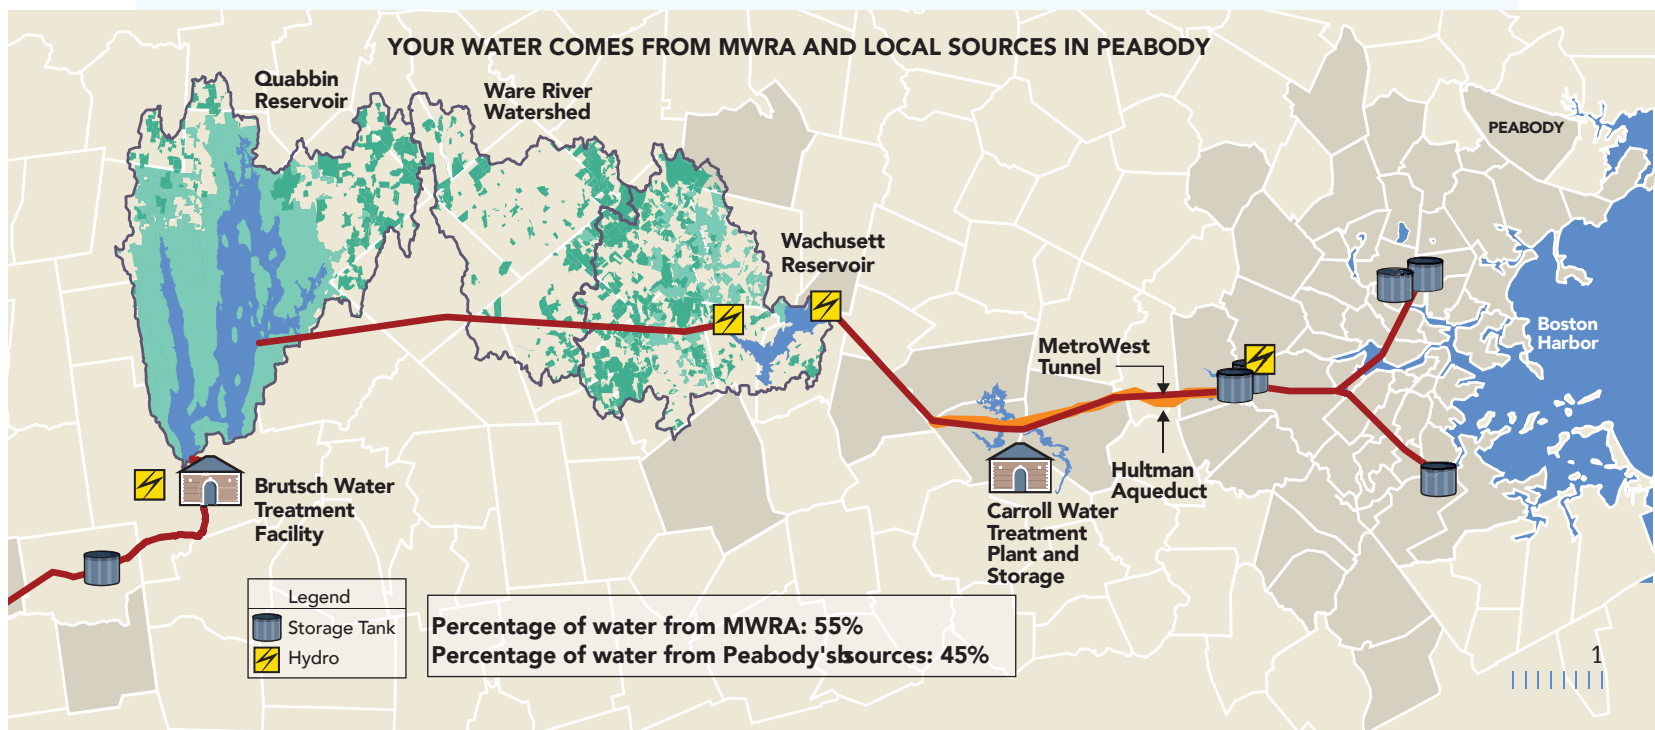 YOUR WATER COMES FROM MWRA AND LOCAL SOURCES IN PEABODY
Quabbin
Reservoir
Ware River
Watershed
PEABODY
Wachusett
Reservoir
Boston
Harbor
MetroWest
Tunnel
Hultman
Aqueduct
Brutsch Water
Treatment
Facility
Carroll Water
Treatment
Plant and
Storage
Legend
Storage Tank
Hydro
Percentage of water from MWRA: 55%
Percentage of water from Peabody's sources: 45%
1